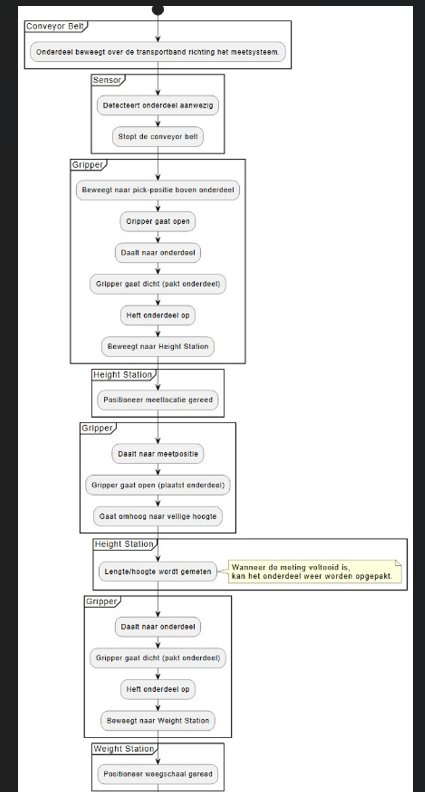 Conveyor Belt
Onderdeel beweegt over de transportband richting het meetsysteem.
Sensor
Detecteert onderdeel aanwezig
Stopt de conveyor belt
Gripper
Beweegt naar pick-positie boven onderdeel
Gripper gaat open
Daalt naar onderdeel
Gripper gaat dicht (pakt onderdeel)
Heft onderdeel op
Beweegt naar Height Station
Height Station
Positioneer meetlocatie gereed
Gripper
Daalt naar meetpositie
Gripper gaat open (plaatst onderdeel)
Gaat omhoog naar veilige hoogte
Height Station
Lengte/hoogte wordt gemeten
Wanneer de meting voltooid is,
kan het onderdeel weer worden opgepakt.
Gripper
Daalt naar onderdeel
Gripper gaat dicht (pakt onderdeel)
Heft onderdeel op
Beweegt naar Weight Station
Weight Station
Positioneer weegschaal gereed